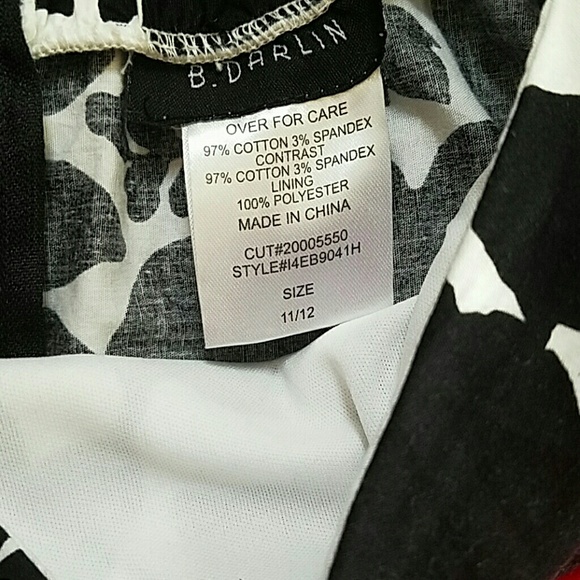 B. DARLIN
OVER FOR CARE
97% COTTON 3% SPANDEX
CONTRAST
97% COTTON 3% SPANDEX
LINING
100% POLYESTER
MADE IN CHINA
CUT#20005550
STYLE#I4EB9041H
SIZE
11/12